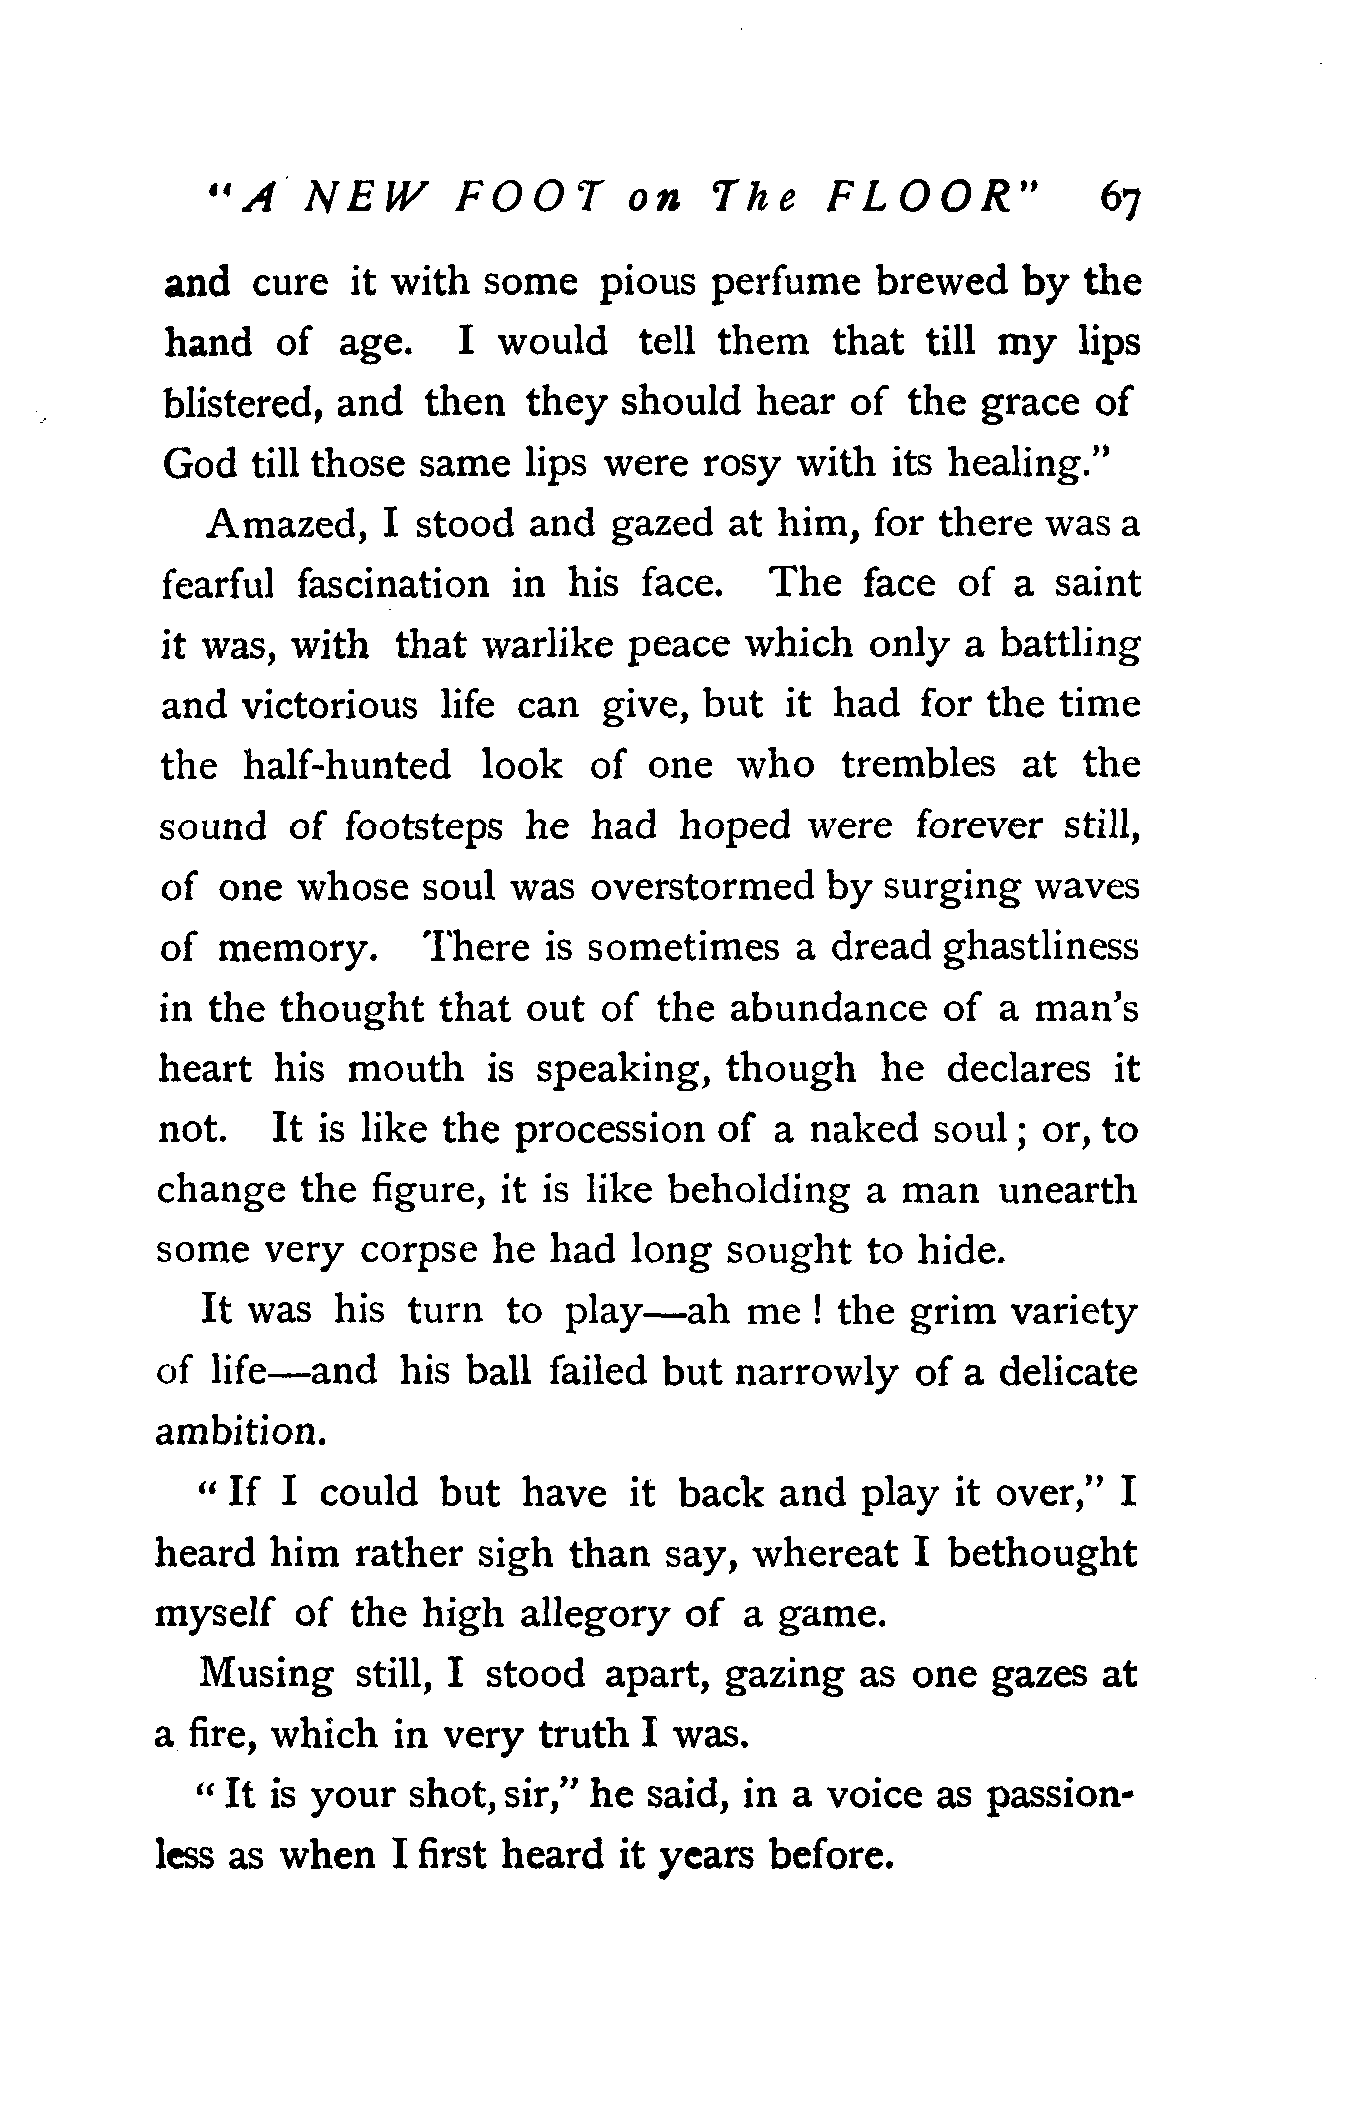 "A NEW FOOT on The FLOOR" 67
and cure it with some pious perfume brewed by the
hand of age. I would tell them that till my lips
blistered, and then they should hear of the grace of
God till those same lips were rosy with its healing."
Amazed, I stood and gazed at him, for there was a
fearful fascination in his face. The face of a saint
it was, with that warlike peace which only a battling
and victorious life can give, but it had for the time
the half-hunted look of one who trembles at the
sound of footsteps he had hoped were forever still,
of one whose soul was overstormed by surging waves
of memory. There is sometimes a dread ghastliness
in the thought that out of the abundance of a man's
heart his mouth is speaking, though he declares it
not. It is like the procession of a naked soul; or, to
change the figure, it is like beholding a man unearth
some very corpse he had long sought to hide.
It was his turn to play—ah me! the grim variety
of life—and his ball failed but narrowly of a delicate
ambition.
"If I could but have it back and play it over," I
heard him rather sigh than say, whereat I bethought
myself of the high allegory of a game.
Musing still, I stood apart, gazing as one gazes at
a fire, which in very truth I was.
"It is your shot, sir," he said, in a voice as passion-
less as when I first heard it years before.